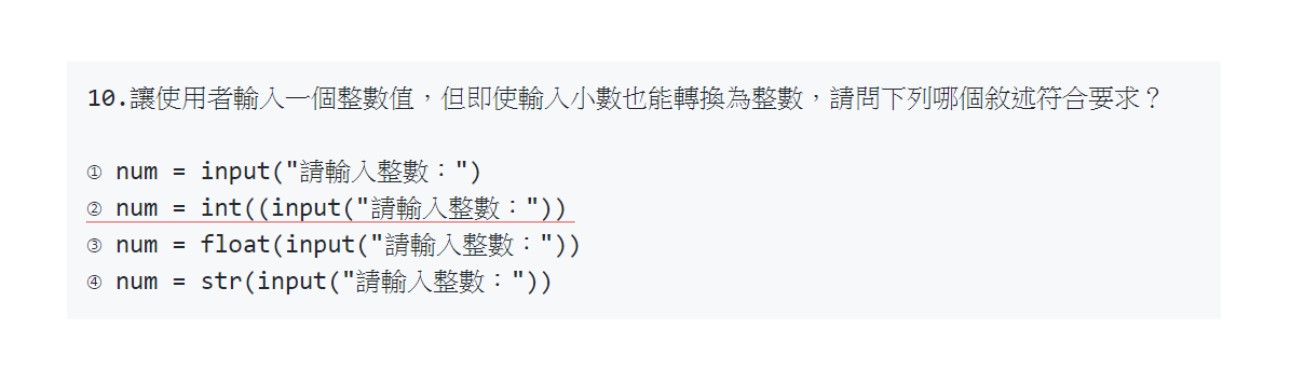 10.讓使用者輸入一個整數值，但即使輸入小數也能轉換為整數，請問下列哪個敘述符合要求？
① num = input("請輸入整數：")
② num = int((input("請輸入整數："))
③ num = float(input("請輸入整數："))
④ num = str(input("請輸入整數："))